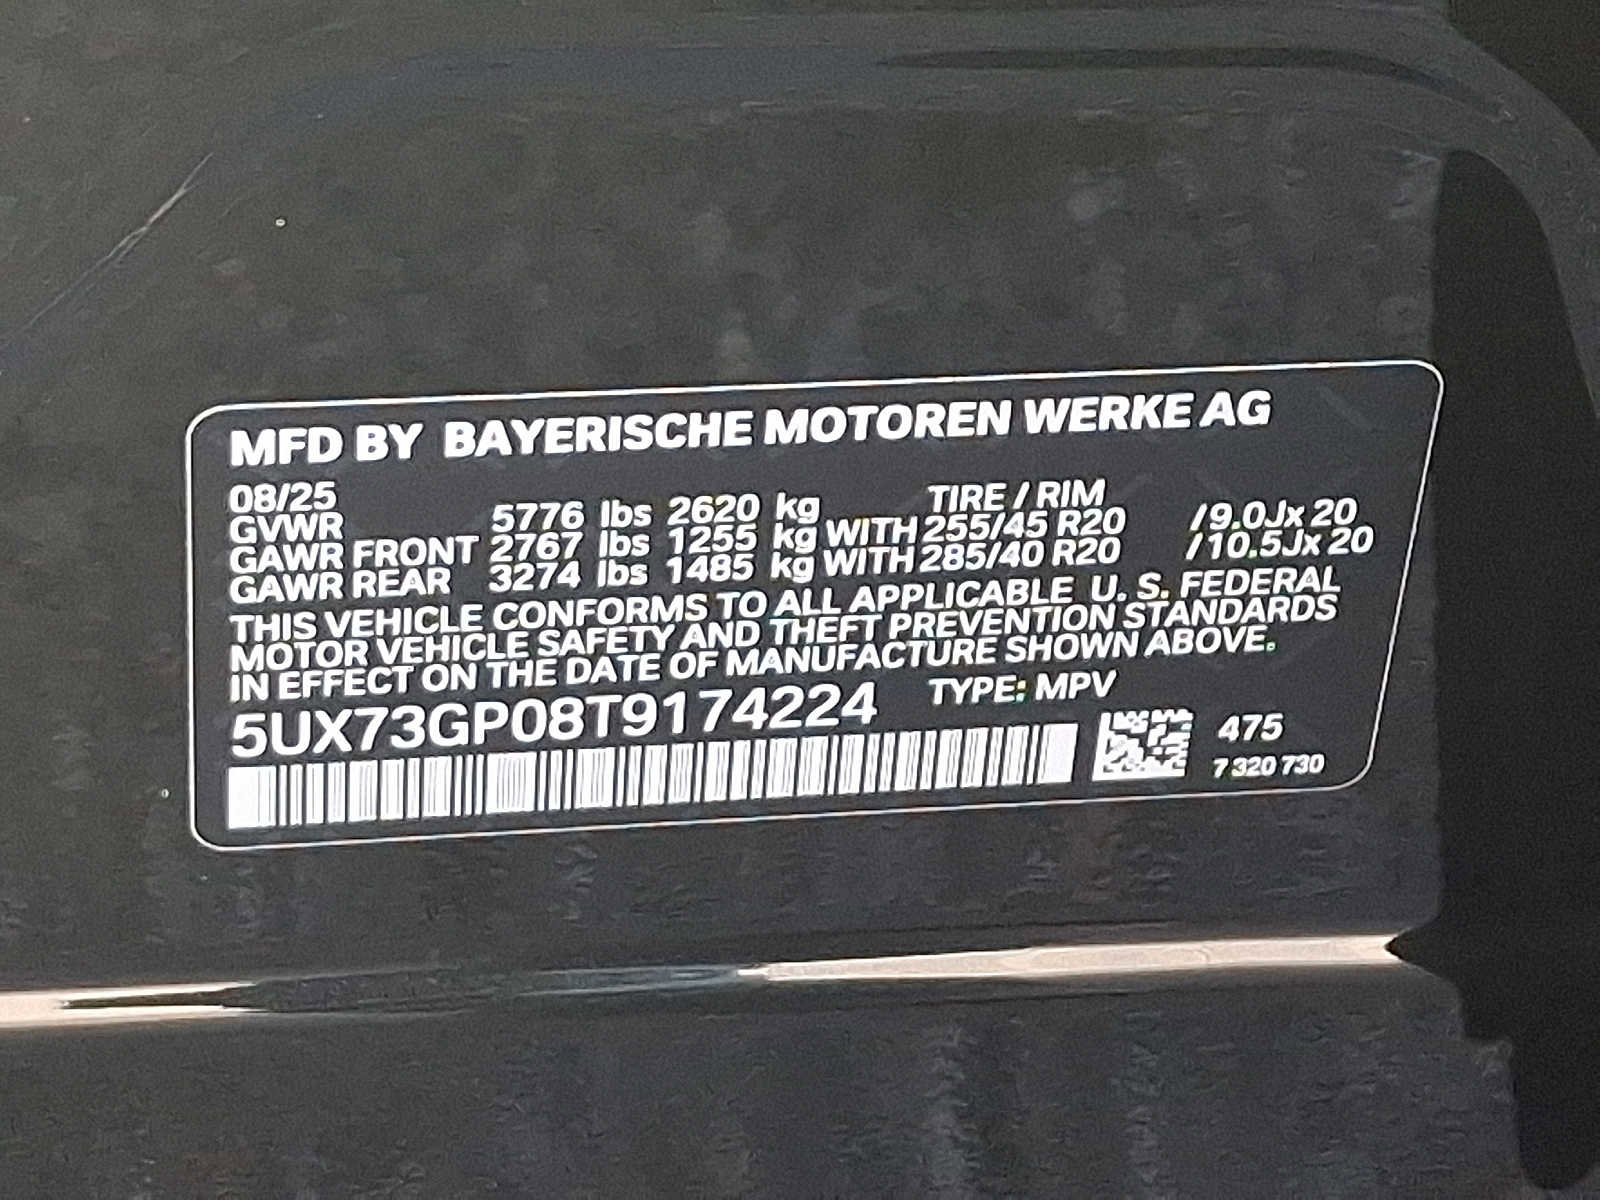 MFD BY BAYERISCHE MOTOREN WERKE AG
08/25 TIRE / RIM
GVWR 5776 lbs 2620 kg
GAWR FRONT 2767 lbs 1255 kg WITH 255/45 R20 /9.0Jx 20
GAWR REAR 3274 lbs 1485 kg WITH 285/40 R20 /10.5Jx 20
THIS VEHICLE CONFORMS TO ALL APPLICABLE U. S. FEDERAL
MOTOR VEHICLE SAFETY AND THEFT PREVENTION STANDARDS
IN EFFECT ON THE DATE OF MANUFACTURE SHOWN ABOVE.
5UX73GP08T9174224 TYPE: MPV
475
7 320 730